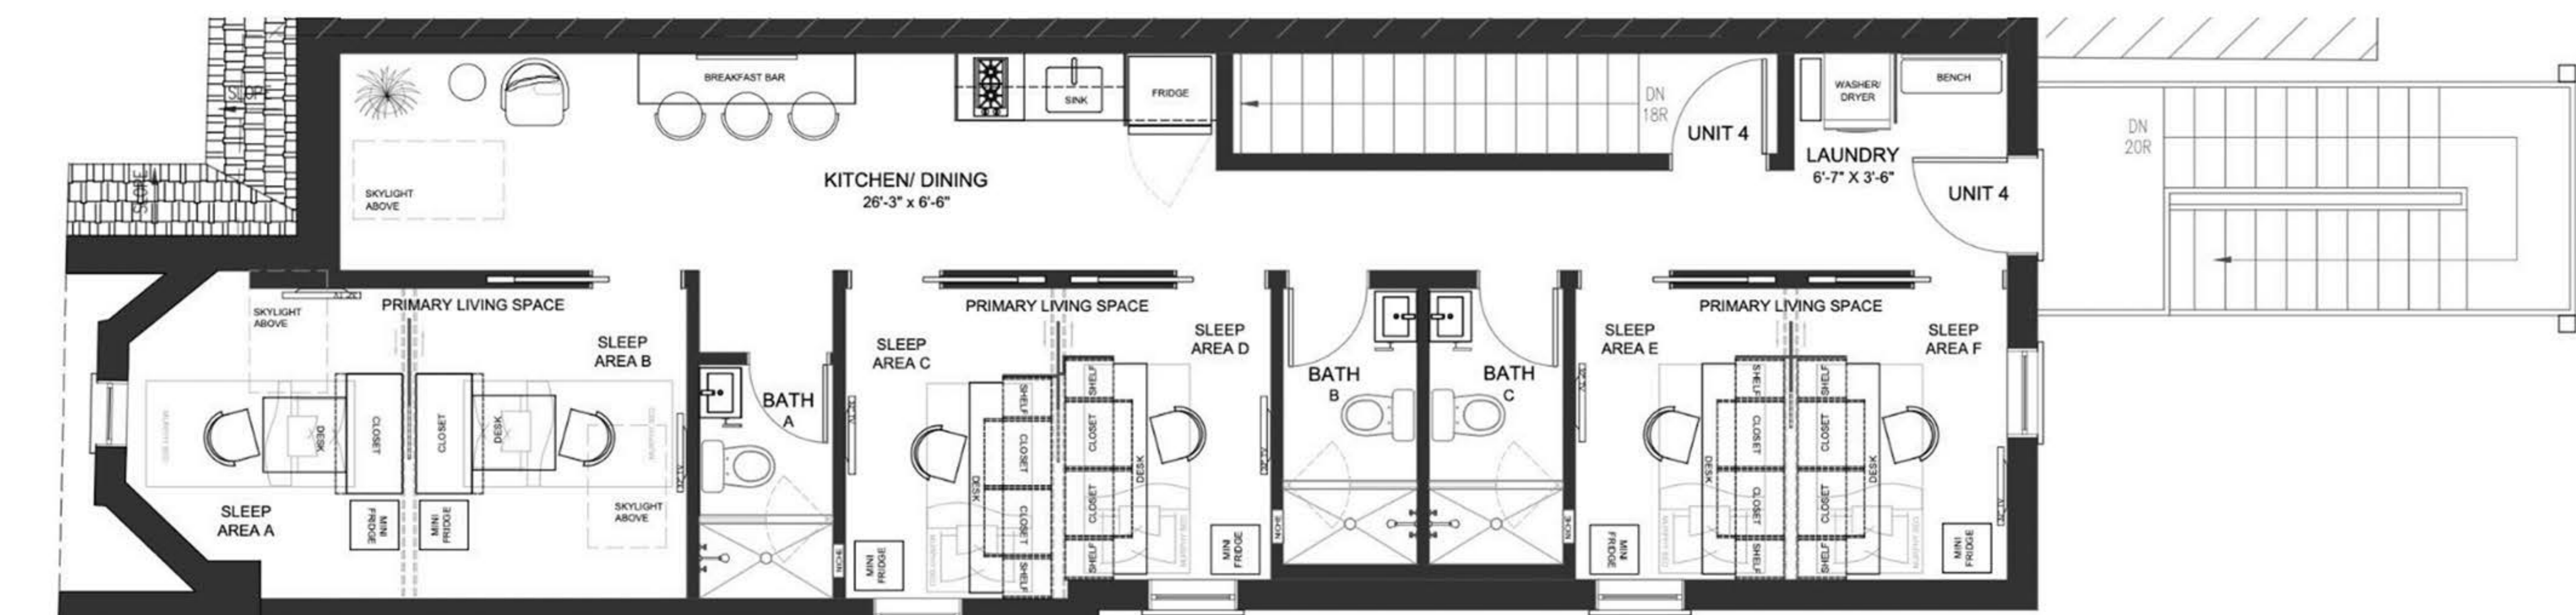 SLOPE
SLOPE
SKYLIGHT
ABOVE
BREAKFAST BAR
KITCHEN/ DINING
26'-3" x 6'-6"
SINK
FRIDGE
DN
18R
UNIT 4
WASHER/
DRYER
BENCH
LAUNDRY
6'-7" X 3'-6"
UNIT 4
DN
20R
SKYLIGHT
ABOVE
PRIMARY LIVING SPACE
SLEEP
AREA B
DESK
CLOSET
CLOSET
DESK
SLEEP
AREA A
MINI
FRIDGE
MINI
FRIDGE
SKYLIGHT
ABOVE
BATH
A
NICHE
PRIMARY LIVING SPACE
SLEEP
AREA C
SLEEP
AREA D
SHELF
CLOSET
CLOSET
SHELF
DESK
SHELF
CLOSET
CLOSET
SHELF
DESK
MINI
FRIDGE
MINI
FRIDGE
NICHE
BATH
B
BATH
C
NICHE
PRIMARY LIVING SPACE
SLEEP
AREA E
SLEEP
AREA F
DESK
SHELF
CLOSET
CLOSET
SHELF
SHELF
CLOSET
CLOSET
SHELF
DESK
MINI
FRIDGE
MINI
FRIDGE